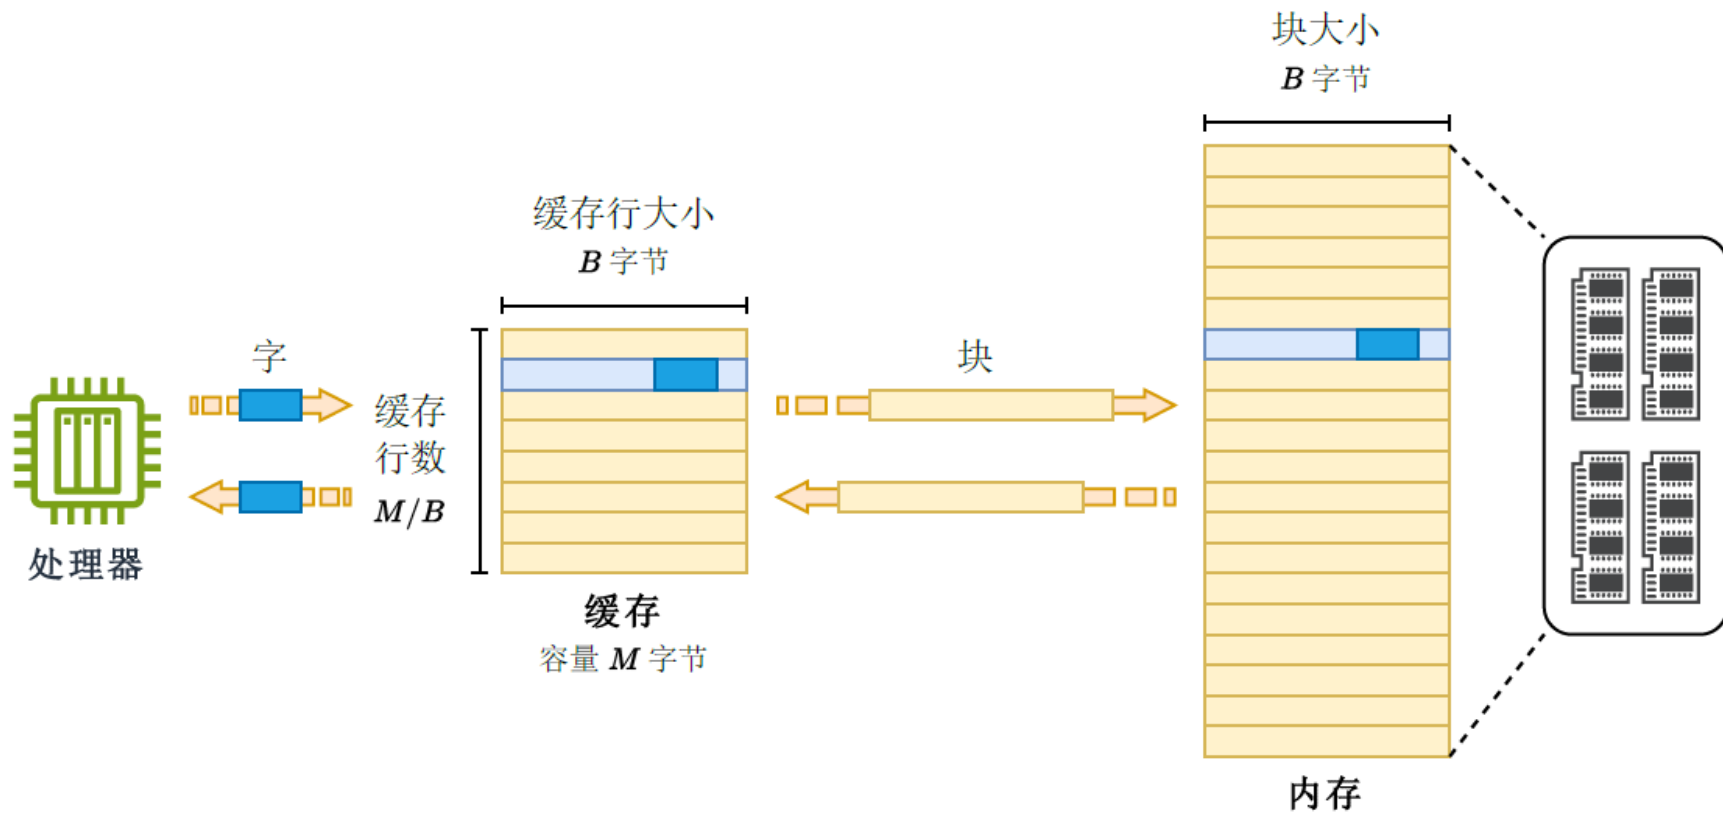 块大小
B 字节
缓存行大小
B 字节
字
块
缓存
行数
M/B
处理器
缓存
容量 M 字节
内存